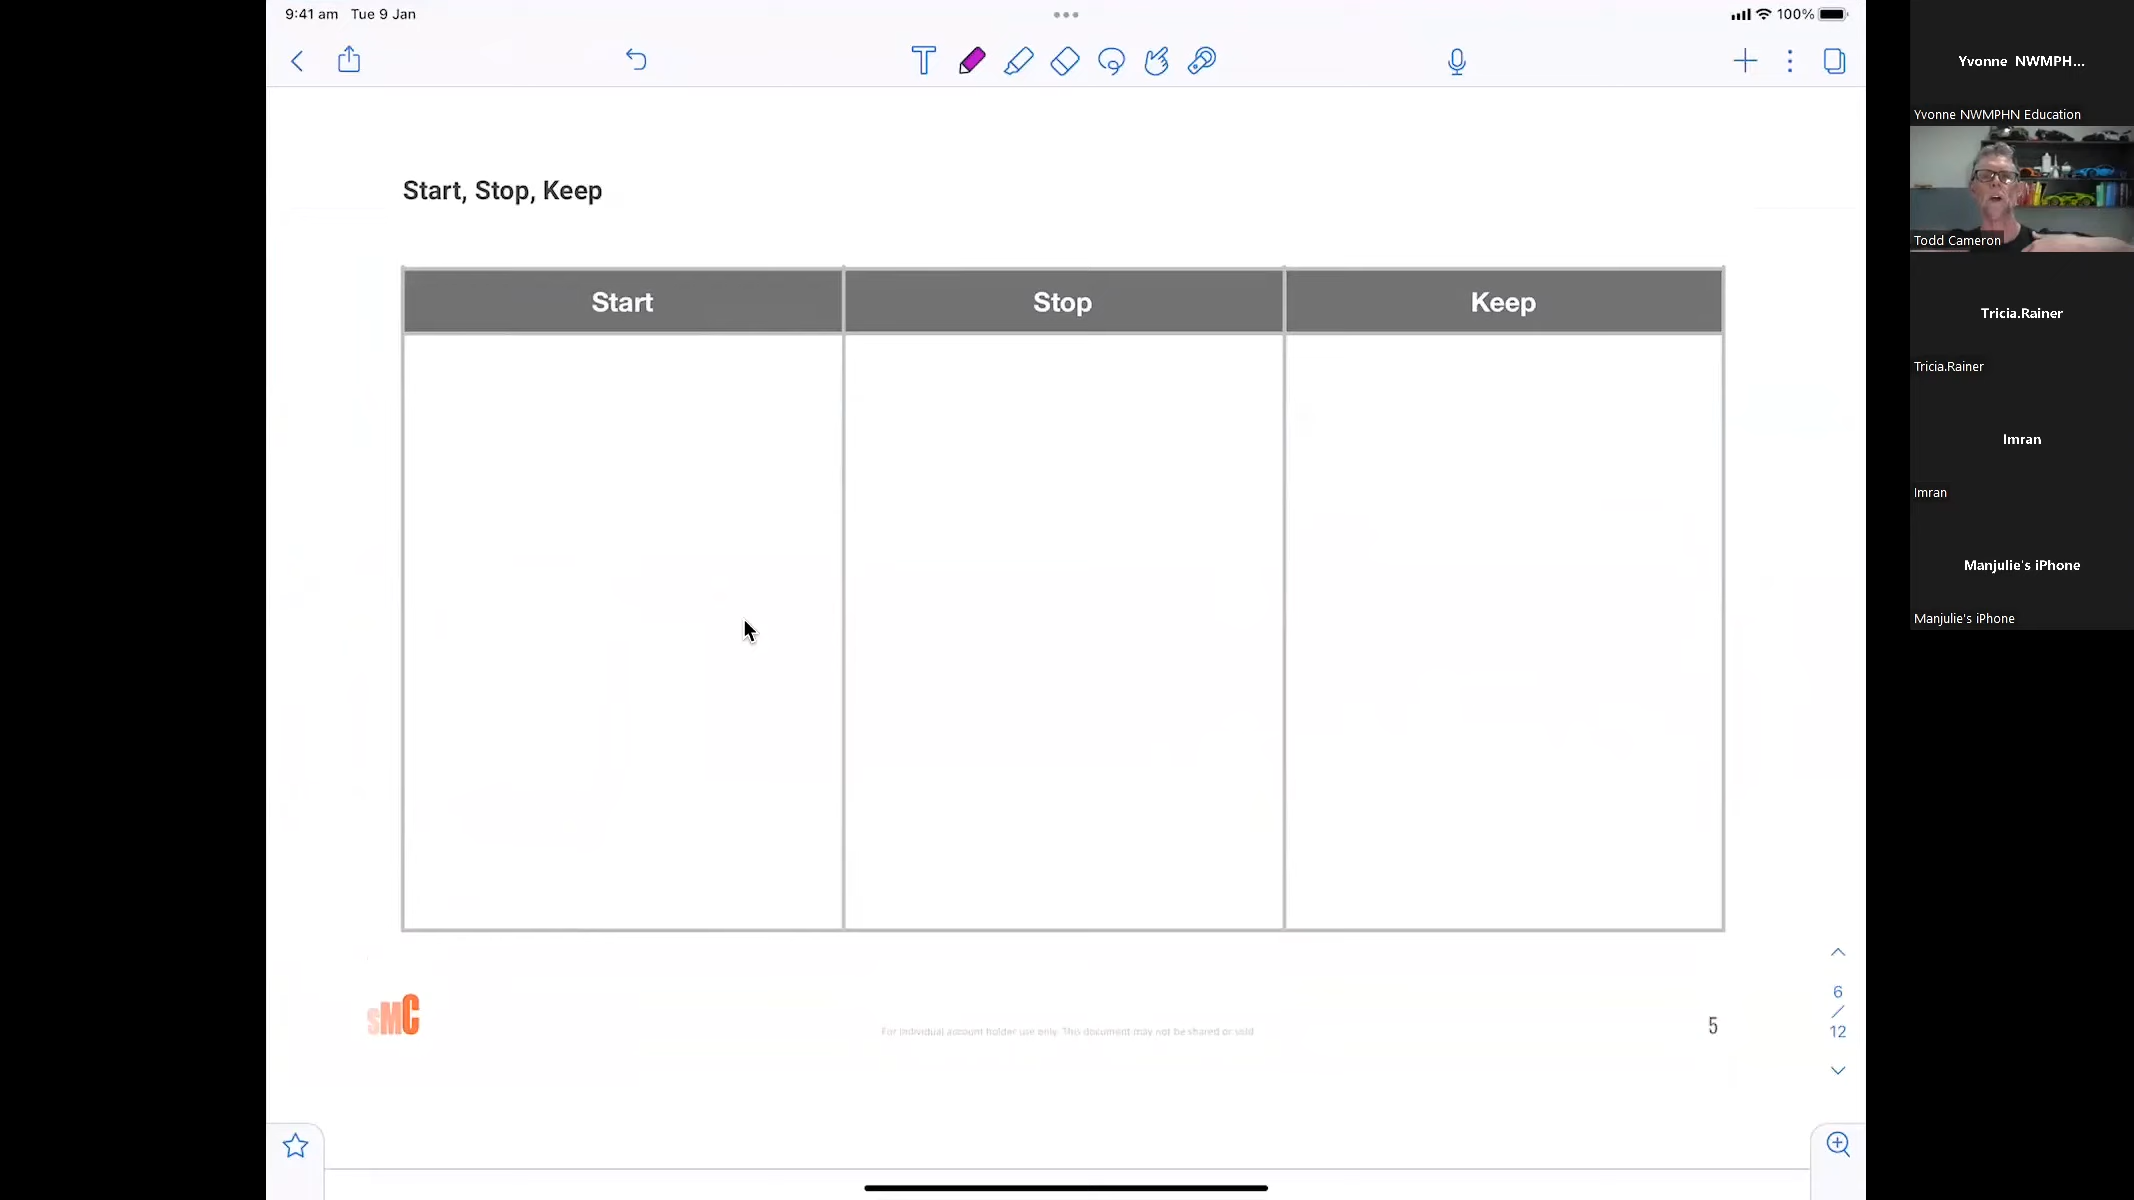 9:41 am Tue 9 Jan
100%
Start, Stop, Keep
Start Stop Keep
sMC
For individual account holder use only. This document may not be shared or sold
5
6
/
12
Yvonne NWMPH...
Yvonne NWMPHN Education
Todd Cameron
Tricia.Rainer
Tricia.Rainer
Imran
Imran
Manjulie's iPhone
Manjulie's iPhone